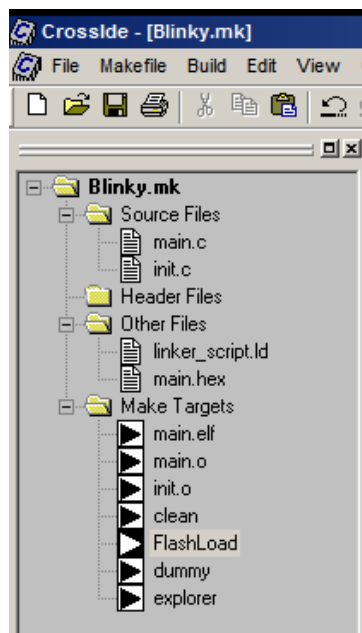 CrossIde - [Blinky.mk]
File Makefile Build Edit View
Blinky.mk
Source Files
main.c
init.c
Header Files
Other Files
linker_script.ld
main.hex
Make Targets
main.elf
main.o
init.o
clean
FlashLoad
dummy
explorer